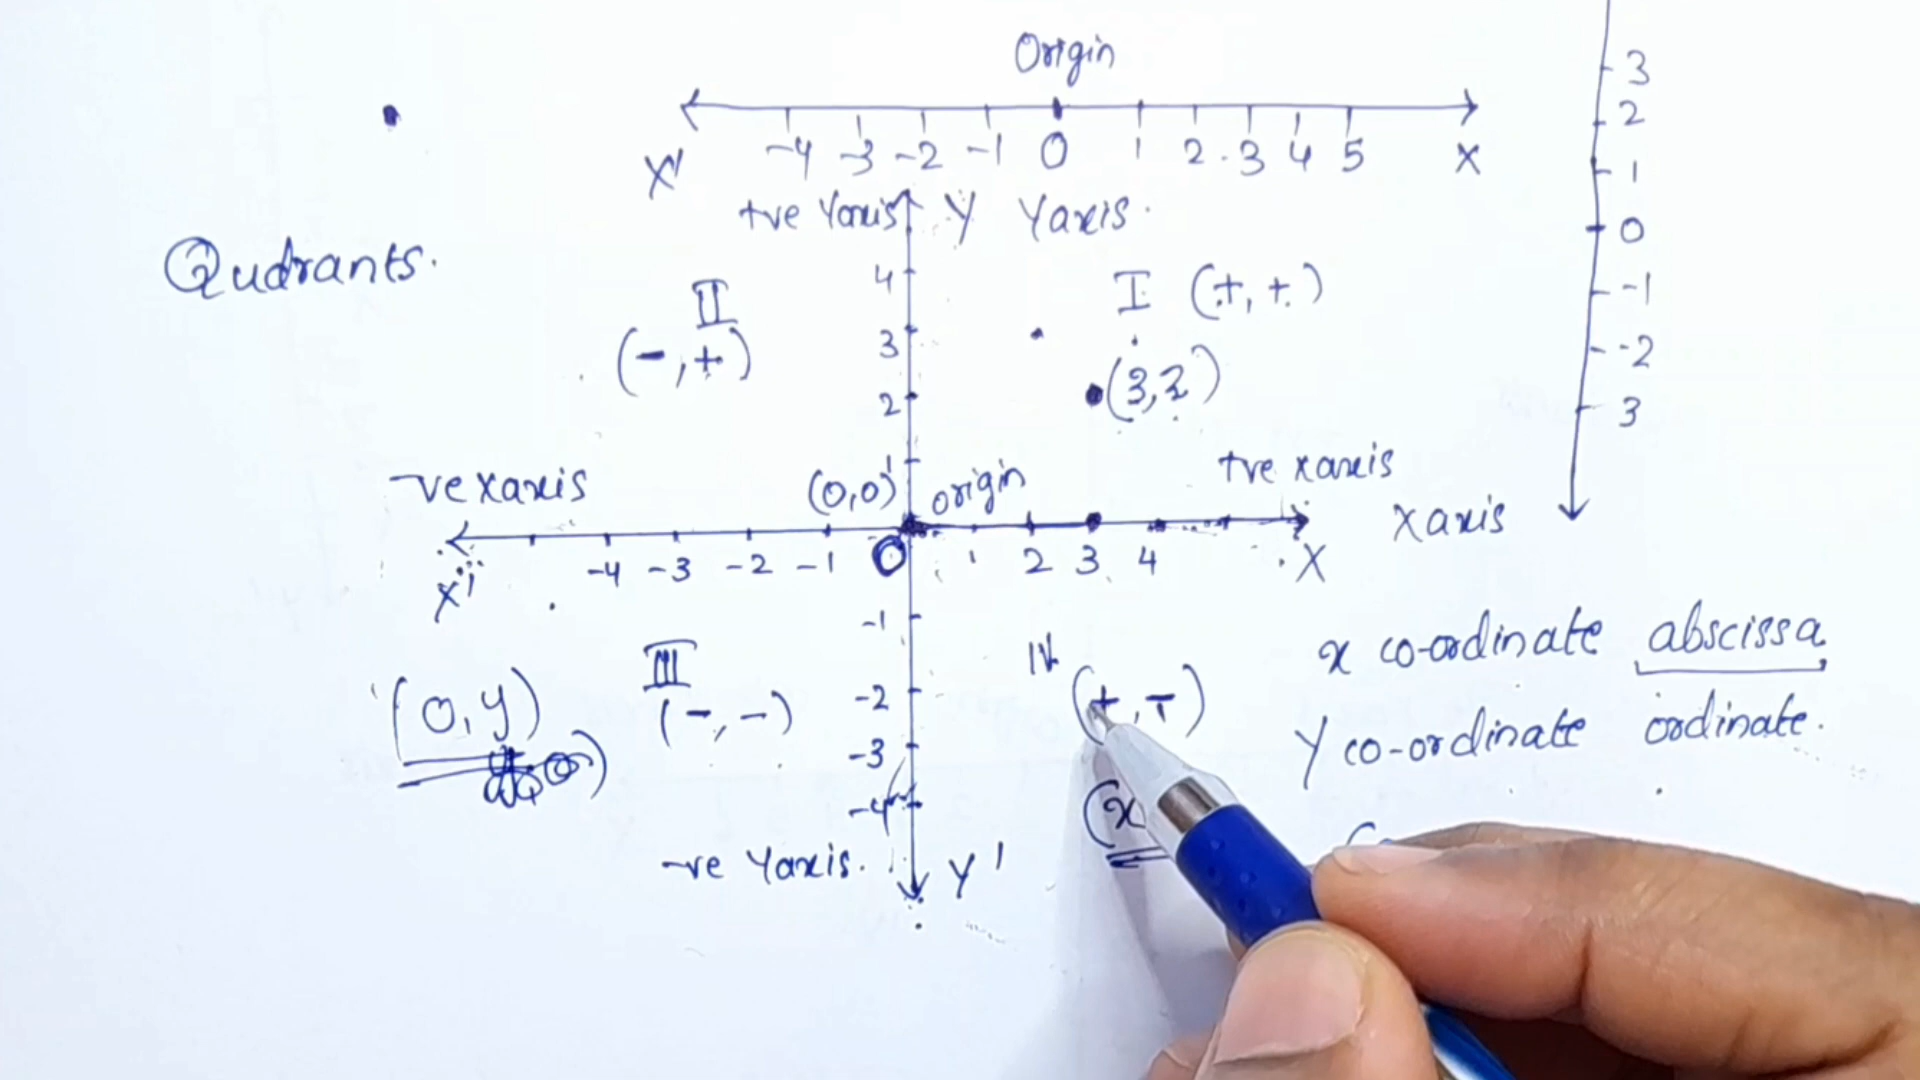 Origin
-4 -3 -2 -1 0 1 2 3 4 5
X' X
3
2
1
0
-1
-2
3
+ve Yaxis Y Yaxis
Qudrants.
II
(-,+)
I (+,+)
(3,2)
4
3
2
1
-ve xaxis
(0,0) origin
+ve xaxis
X axis
X' -4 -3 -2 -1 0 1 2 3 4 X
-1
-2
-3
-4
III
(-,-)
IV
(+,-)
(0,y)
x co-ordinate abscissa
Y co-ordinate ordinate.
(x
-ve Yaxis. Y'